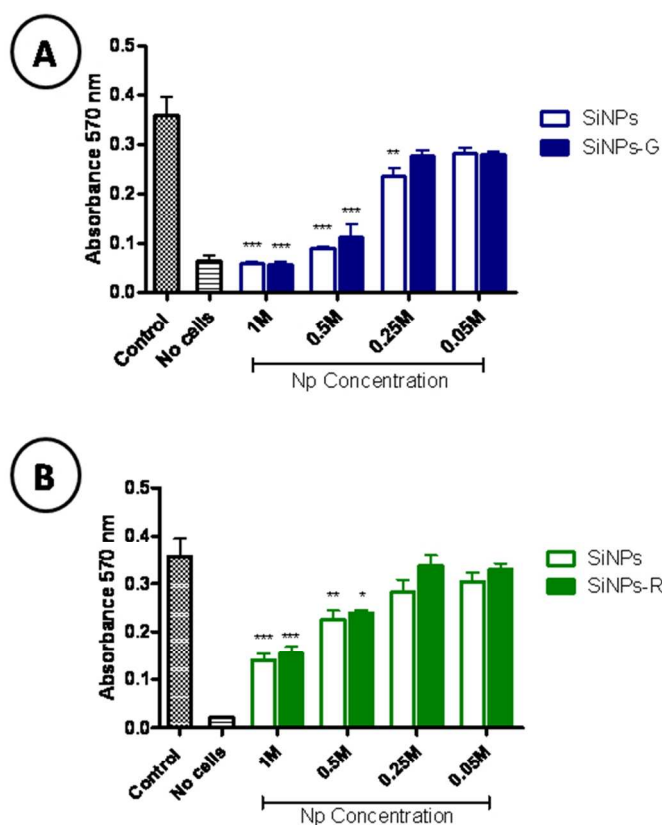 A
Absorbance 570 nm
0.5
0.4
0.3
0.2
0.1
0.0
***
***
***
***
**
SiNPs
SiNPs-G
Control
No cells
1M
0.5M
0.25M
0.05M
Np Concentration
B
Absorbance 570 nm
0.5
0.4
0.3
0.2
0.1
0.0
***
***
**
*
SiNPs
SiNPs-R
Control
No cells
1M
0.5M
0.25M
0.05M
Np Concentration